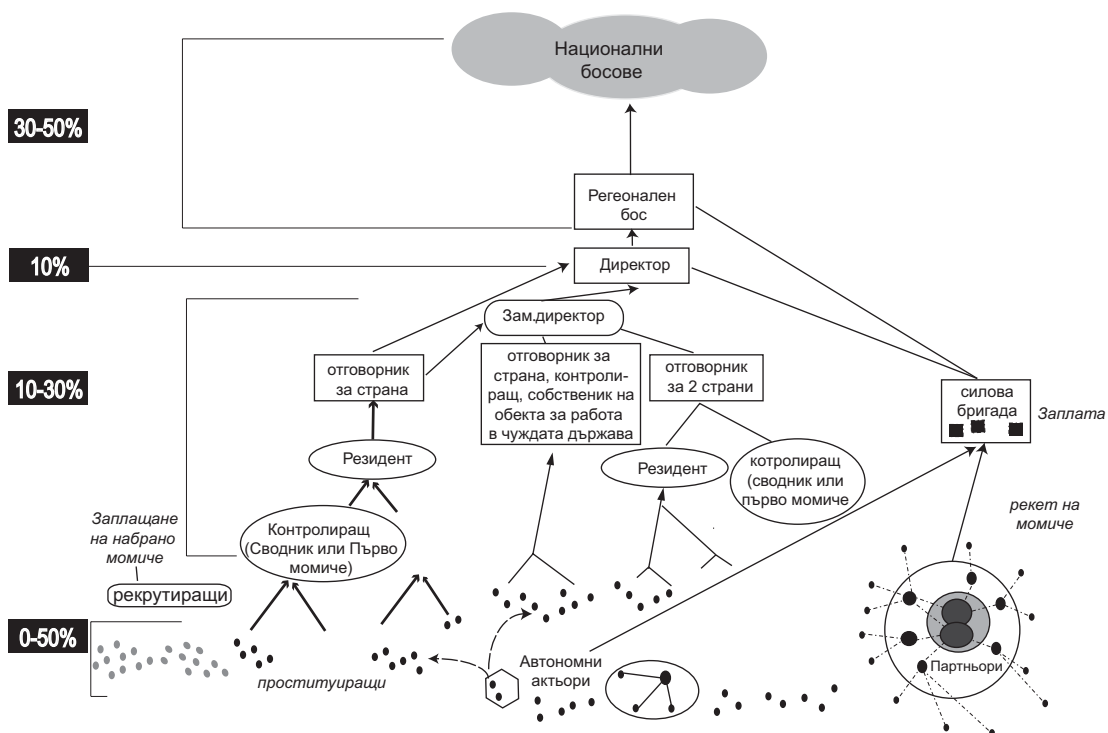 Национални
босове
30-50%
Регеонален
бос
10%
Директор
Зам.директор
10-30%
отговорник
за страна
отговорник за
страна, контроли-
ращ, собственик на
обекта за работа
в чуждата държава
отговорник
за 2 страни
силова
бригада
Заплата
Резидент
Резидент
котролиращ
(сводник или
първо момиче
Заплащане
на набрано
момиче
Контролиращ
(Сводник или Първо
момиче)
рекет на
момиче
рекрутиращи
0-50%
проституиращи
Автономни
актьори
Партньори